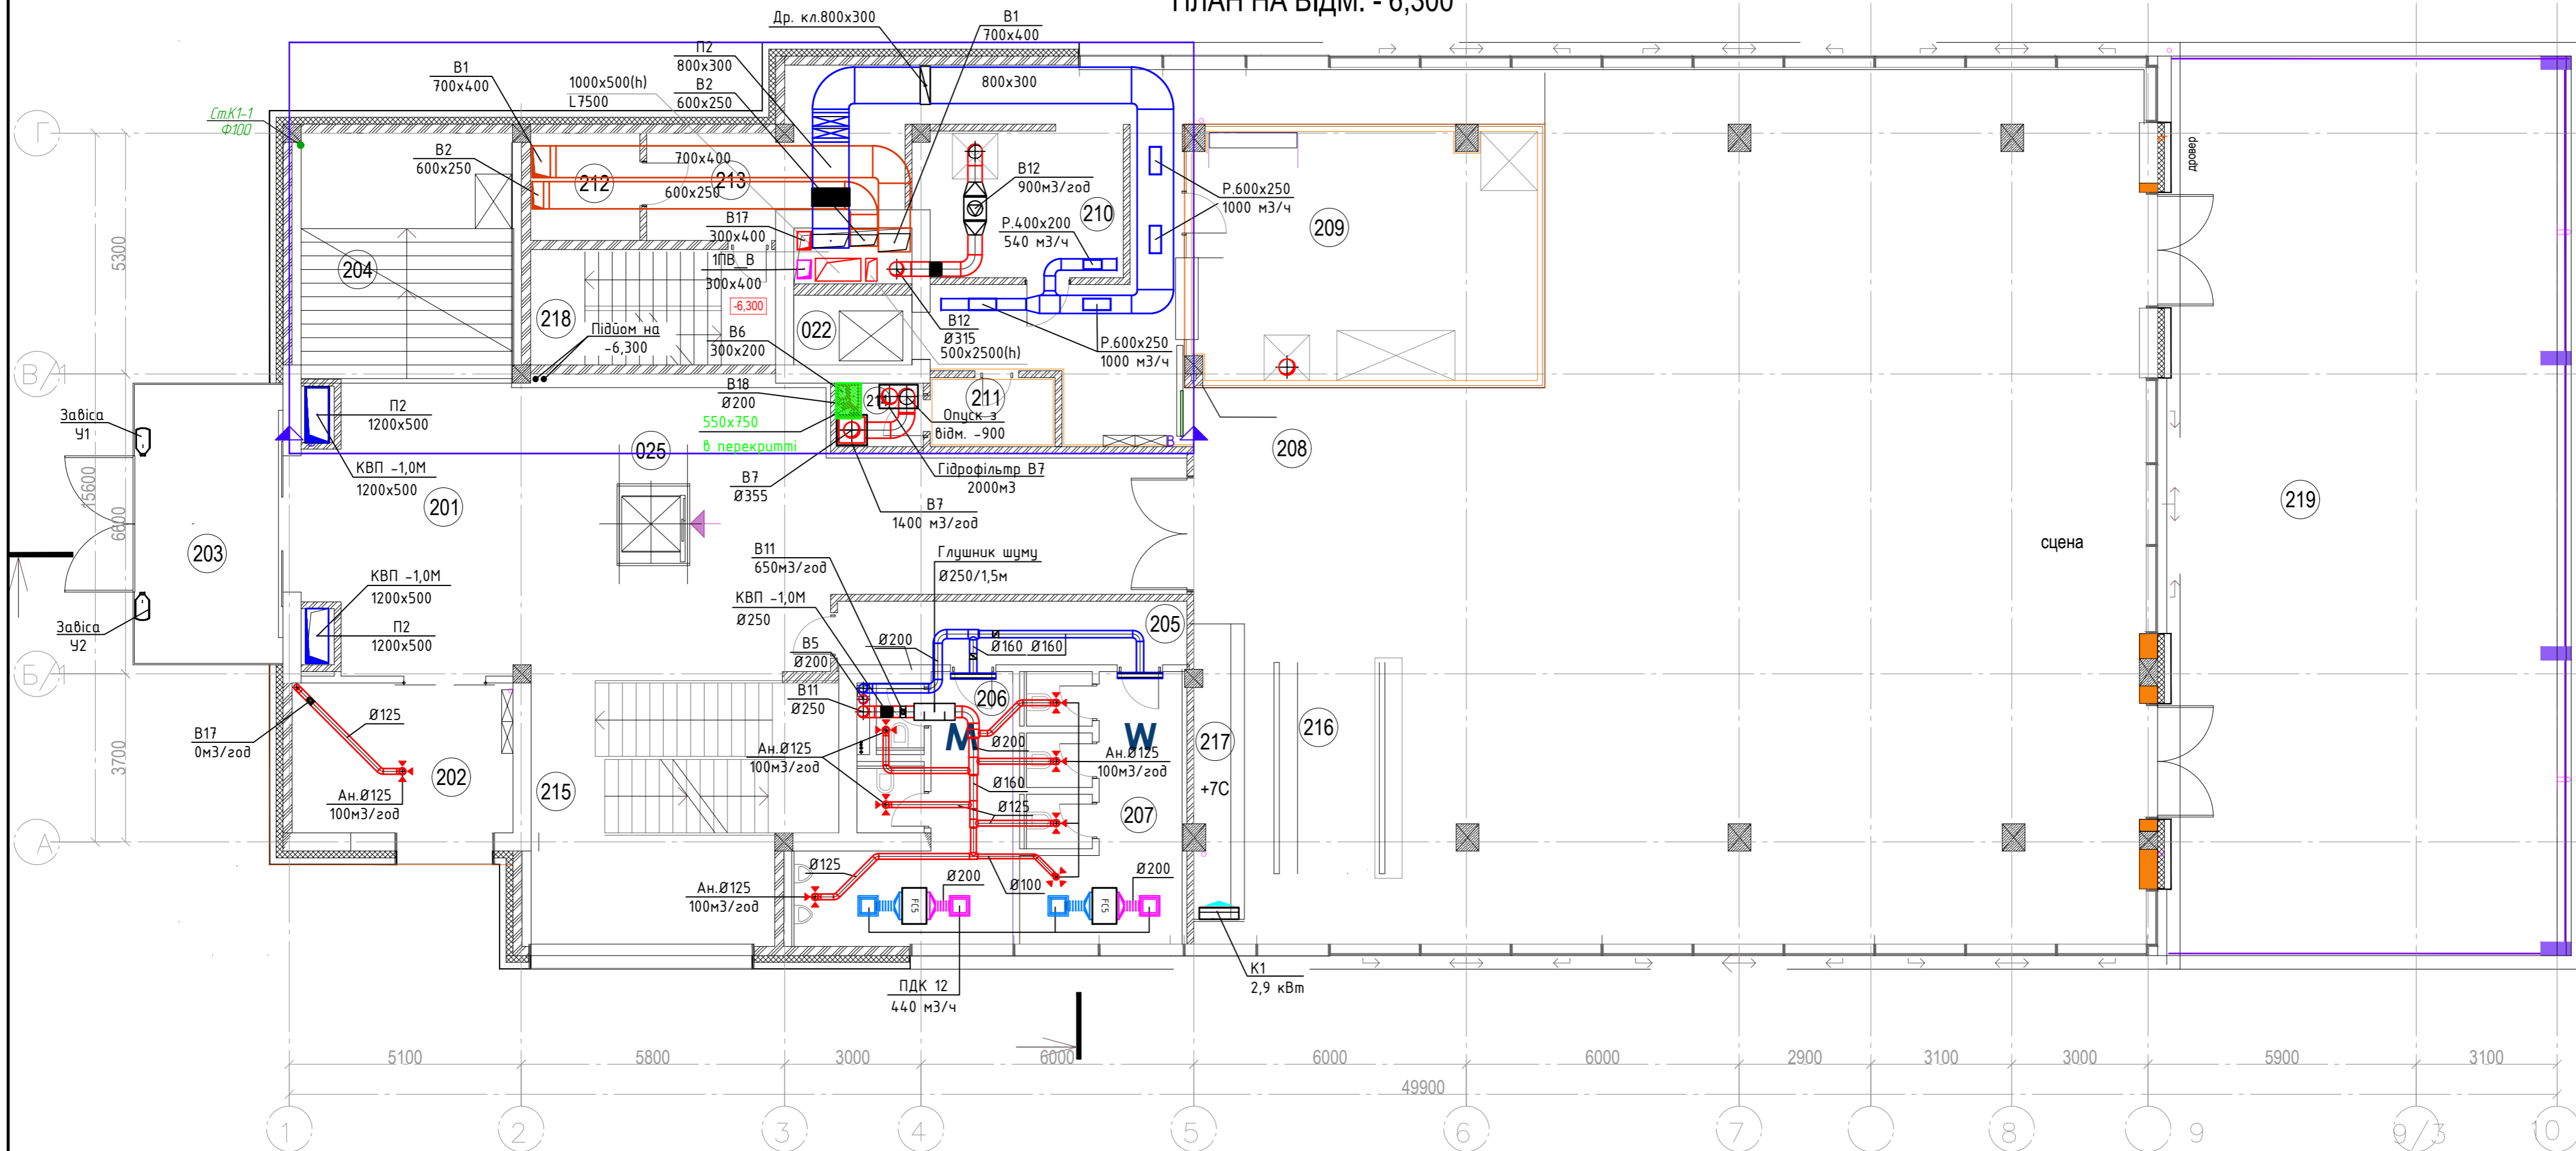 ПЛАН НА ВІДМ. - 6,300
Др. кл.800х300
В1
700х400
П2
800х300
В1
700х400
1000х500(h)
L7500
В2
600х250
800х300
Ст.К1-1
Ф100
Г
В2
600х250
700х400
600х250
212
213
В12
900м3/год
210
Р.600х250
1000 м3/ч
209
дровер
5300
204
В17
300х400
Р.400х200
540 м3/ч
1ПВ_В
300х400
-6,300
218
Підйом на
-6,300
022
В6
300х200
В12
Ø315
500х2500(h)
Р.600х250
1000 м3/ч
В/1
В18
Ø200
211
Опуск з
відм. -900
550х750
в перекритті
В
208
Завіса
У1
П2
1200х500
КВП -1,0М
1200х500
025
В7
Ø355
Гідрофільтр В7
2000м3
В7
1400 м3/год
15600
6600
201
203
219
сцена
В11
650м3/год
Глушник шуму
Ø250/1,5м
КВП -1,0М
1200х500
КВП -1,0М
Ø250
Завіса
У2
П2
1200х500
205
Ø200
Ø160
Ø160
В5
Ø200
Б/1
206
В11
Ø250
Ø125
В17
0м3/год
М
W
Ø200
217
216
Ан.Ø125
100м3/год
Ан.Ø125
100м3/год
3700
202
215
Ø160
+7С
Ан.Ø125
100м3/год
Ø125
207
А
Ø125
Ан.Ø125
100м3/год
Ø200
Ø100
Ø200
FC5
FC5
К1
2,9 кВт
ПДК 12
440 м3/ч
5100
5800
3000
6000
6000
6000
2900
3100
3000
5900
3100
49900
1
2
3
4
5
6
7
8
9
9/3
10